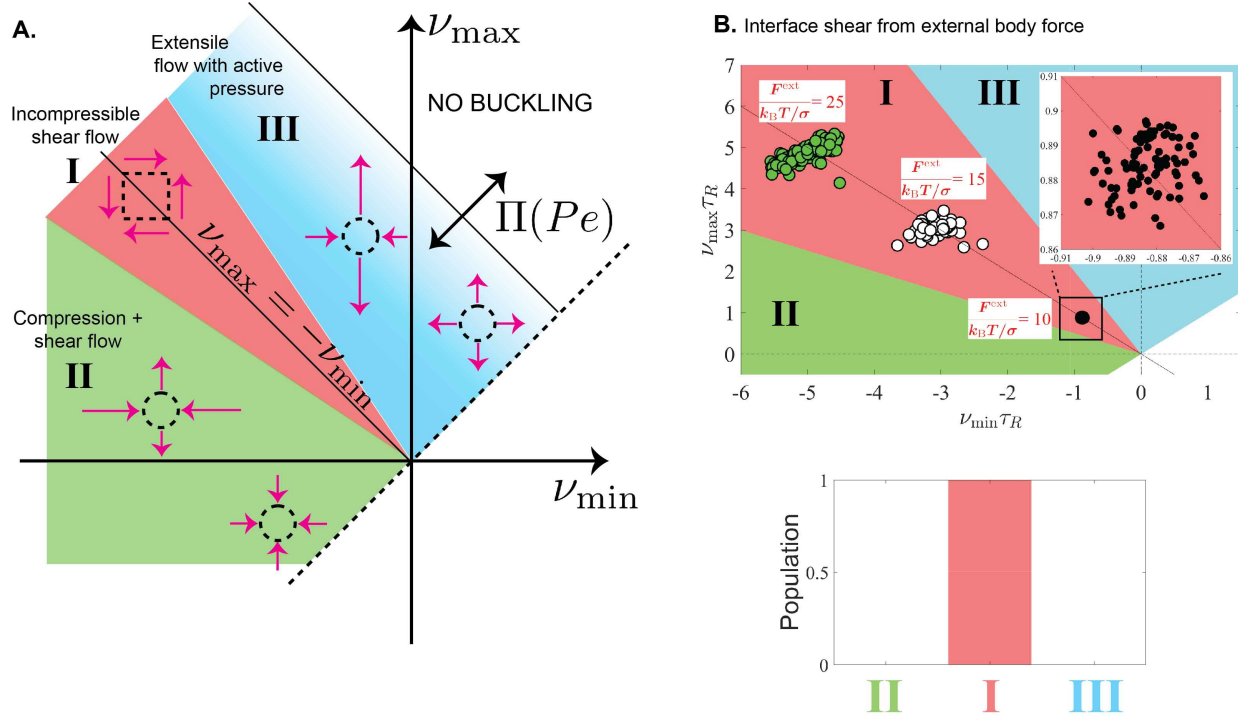 A.
ν_max
Extensile
flow with active
pressure
NO BUCKLING
III
Incompressible
shear flow
I
Π(Pe)
ν_max = −ν_min
Compression +
shear flow
II
ν_min
B. Interface shear from external body force
7
6
5
4
3
2
1
0
ν_max τ_R
-6
-5
-4
-3
-2
-1
0
1
ν_min τ_R
F^ext / k_B T/σ = 25
I
III
F^ext / k_B T/σ = 15
II
F^ext / k_B T/σ = 10
0.91
0.9
0.89
0.88
0.87
0.86
-0.91
-0.9
-0.89
-0.88
-0.87
-0.86
1
0.5
0
Population
II
I
III